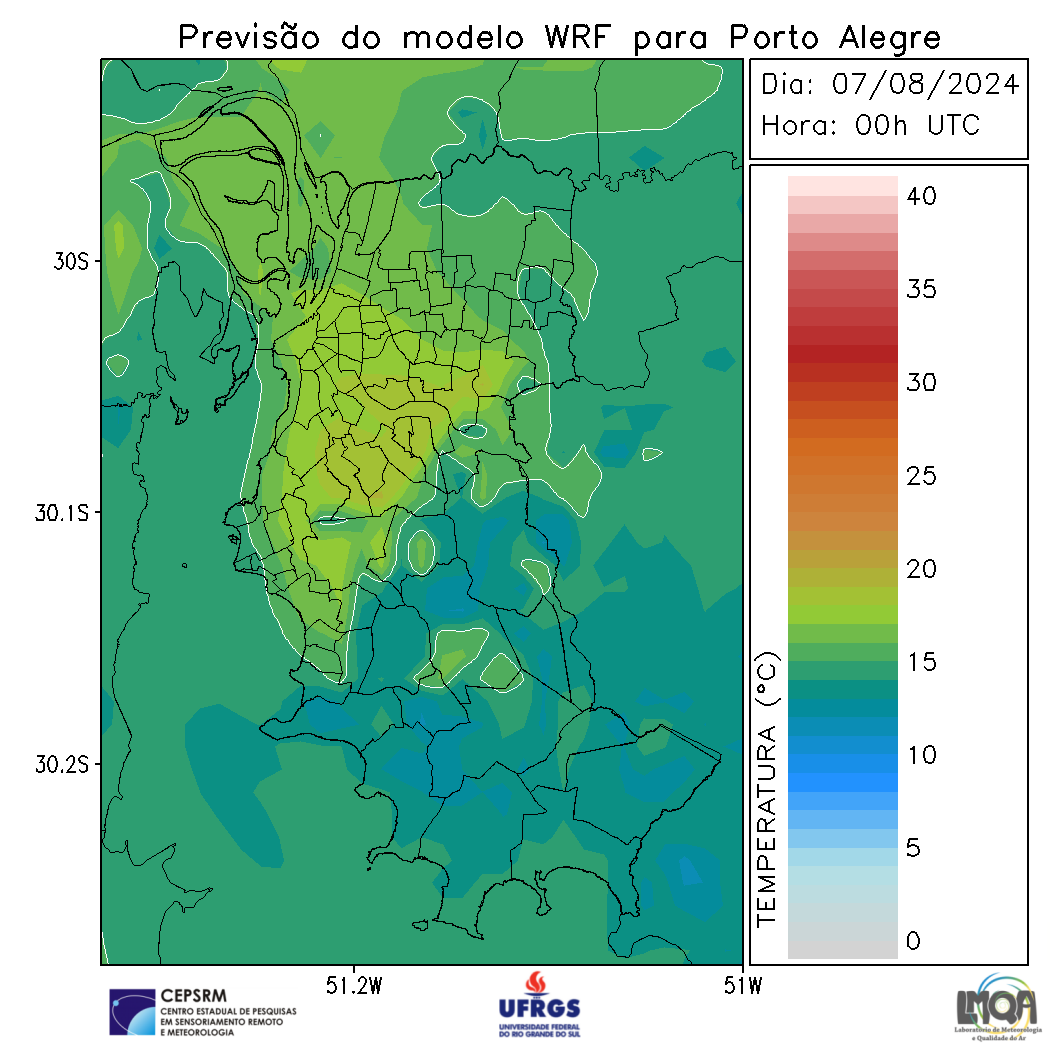 Previsão do modelo WRF para Porto Alegre
Dia: 07/08/2024
Hora: 00h UTC
40
35
30
25
20
15
10
5
0
TEMPERATURA (°C)
30S
30.1S
30.2S
51.2W
51W
CEPSRM
CENTRO ESTADUAL DE PESQUISAS
EM SENSORIAMENTO REMOTO
E METEOROLOGIA
UFRGS
UNIVERSIDADE FEDERAL
DO RIO GRANDE DO SUL
LMQA
Laboratório de Meteorologia
e Qualidade do Ar